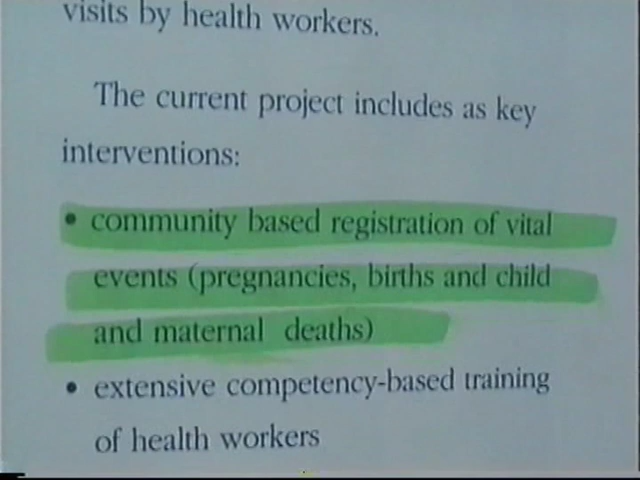 visits by health workers.
The current project includes as key
interventions:
• community based registration of vital
events (pregnancies, births and child
and maternal deaths)
• extensive competency-based training
of health workers